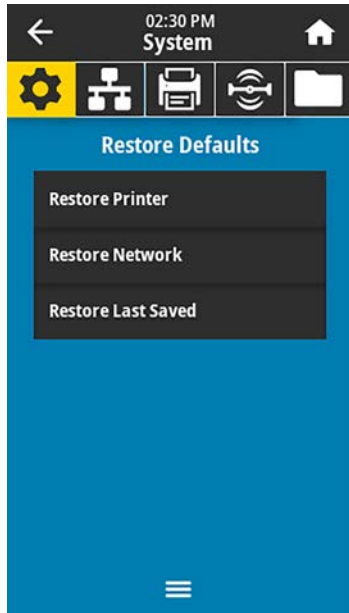 02:30 PM
System
Restore Defaults
Restore Printer
Restore Network
Restore Last Saved